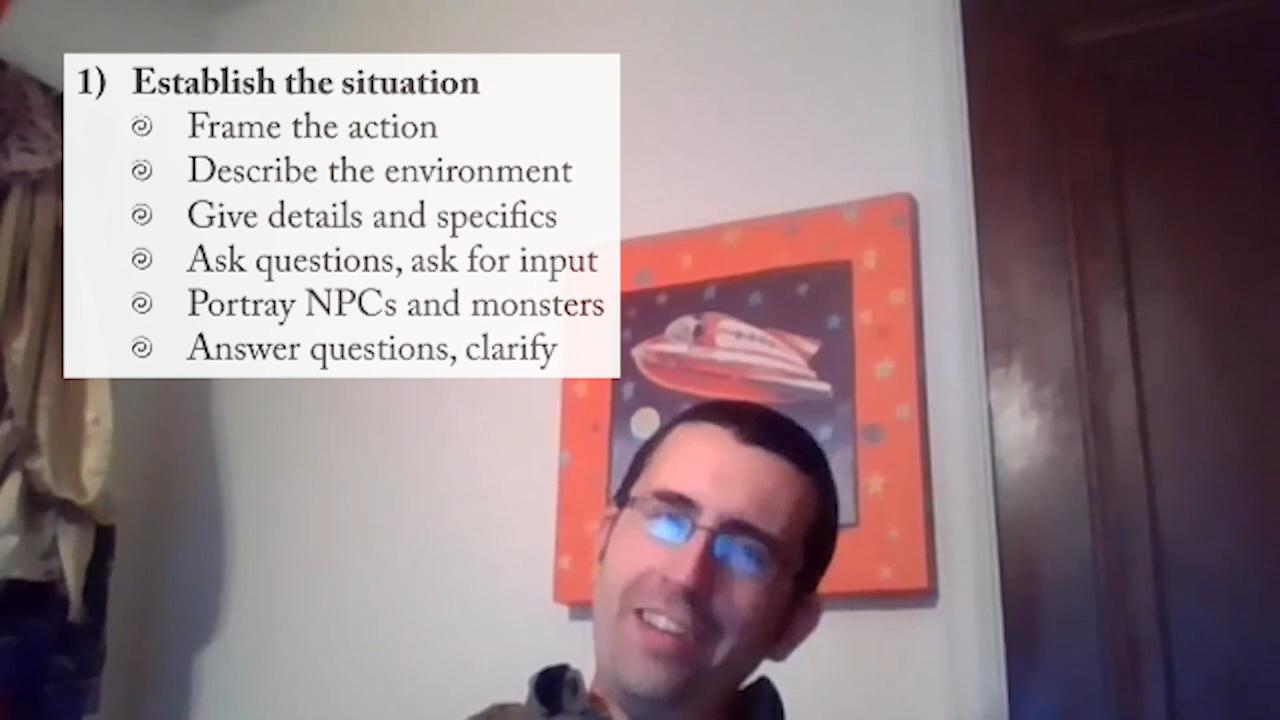 1) Establish the situation
Frame the action
Describe the environment
Give details and specifics
Ask questions, ask for input
Portray NPCs and monsters
Answer questions, clarify